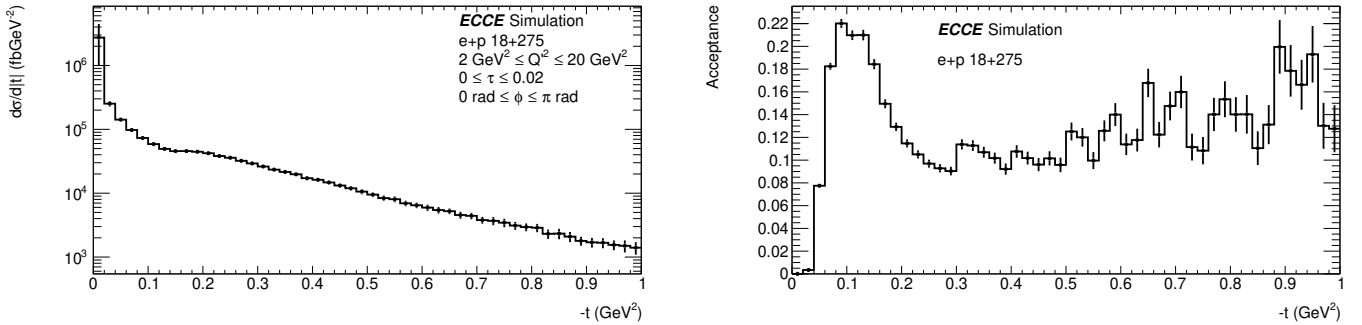 dσ/d|t| (fbGeV⁻²)
10⁶
10⁵
10⁴
10³
ECCE Simulation
e+p 18+275
2 GeV² ≤ Q'² ≤ 20 GeV²
0 ≤ τ ≤ 0.02
0 rad ≤ ϕ ≤ π rad
0 0.1 0.2 0.3 0.4 0.5 0.6 0.7 0.8 0.9 1
-t (GeV²)
Acceptance
0.22
0.2
0.18
0.16
0.14
0.12
0.1
0.08
0.06
0.04
0.02
0
ECCE Simulation
e+p 18+275
0 0.1 0.2 0.3 0.4 0.5 0.6 0.7 0.8 0.9 1
-t (GeV²)